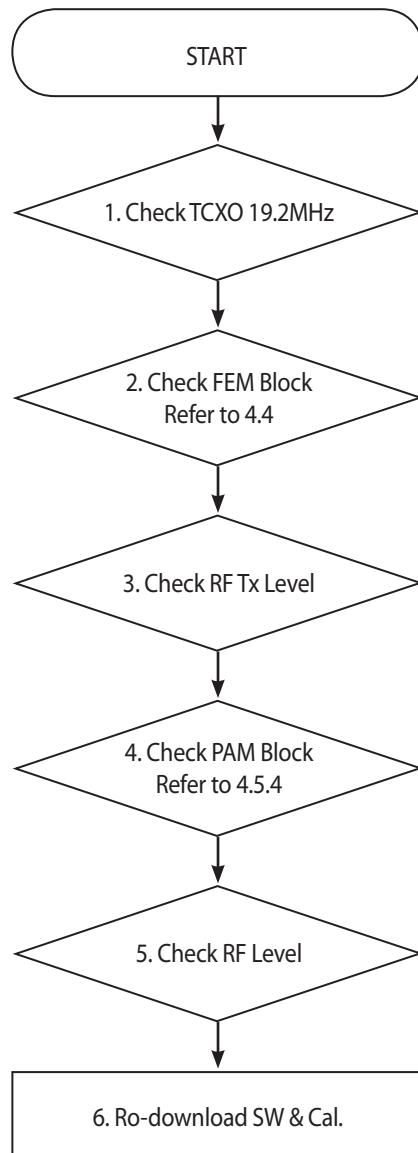 START
1. Check TCXO 19.2MHz
2. Check FEM Block
Refer to 4.4
3. Check RF Tx Level
4. Check PAM Block
Refer to 4.5.4
5. Check RF Level
6. Ro-download SW & Cal.